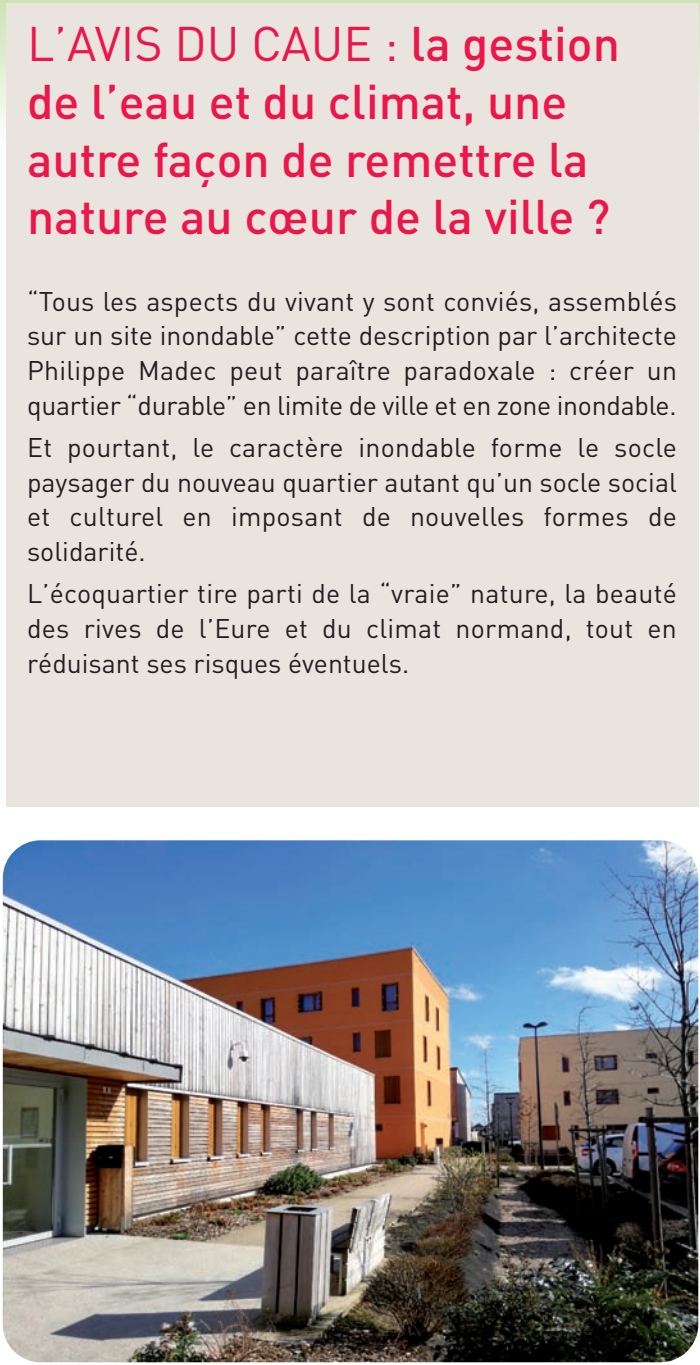 L’AVIS DU CAUE : la gestion
de l’eau et du climat, une
autre façon de remettre la
nature au cœur de la ville ?
“Tous les aspects du vivant y sont conviés, assemblés
sur un site inondable” cette description par l’architecte
Philippe Madec peut paraître paradoxale : créer un
quartier “durable” en limite de ville et en zone inondable.
Et pourtant, le caractère inondable forme le socle
paysager du nouveau quartier autant qu’un socle social
et culturel en imposant de nouvelles formes de
solidarité.
L’écoquartier tire parti de la “vraie” nature, la beauté
des rives de l’Eure et du climat normand, tout en
réduisant ses risques éventuels.